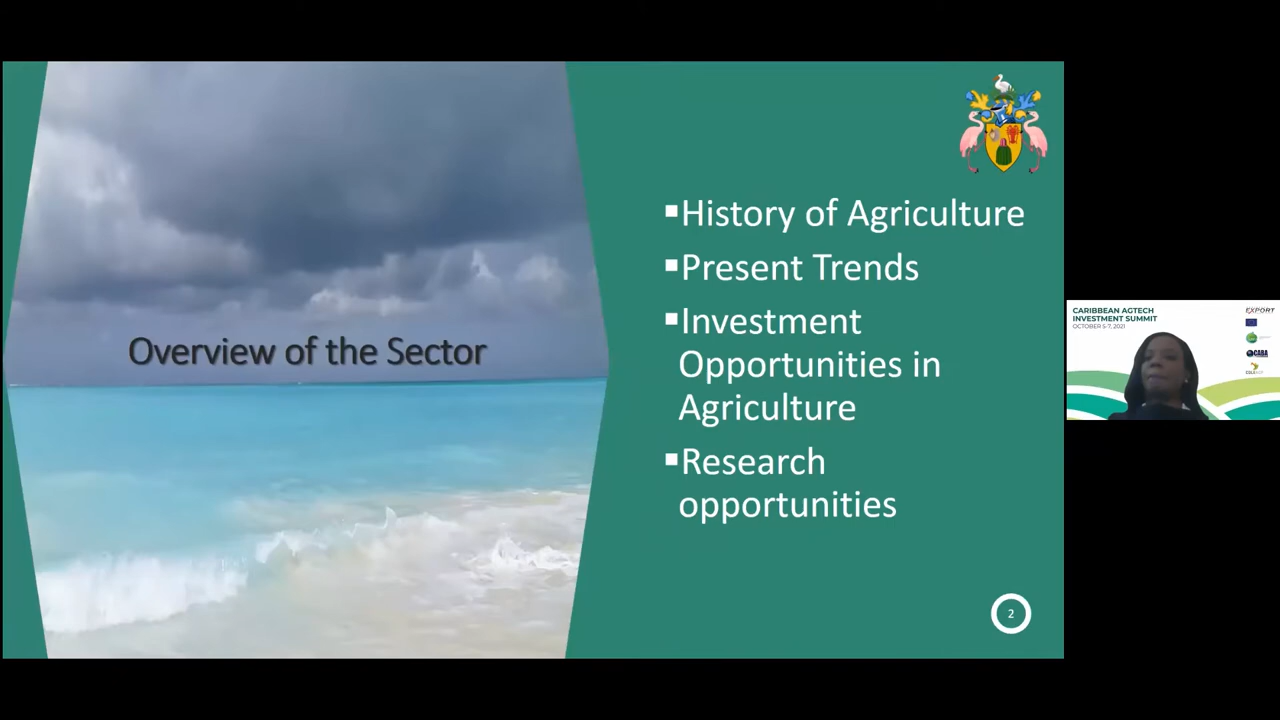 Overview of the Sector
▪History of Agriculture
▪Present Trends
▪Investment
Opportunities in
Agriculture
▪Research
opportunities
2
CARIBBEAN AGTECH
INVESTMENT SUMMIT
OCTOBER 5-7, 2021
EXPORT
CABA